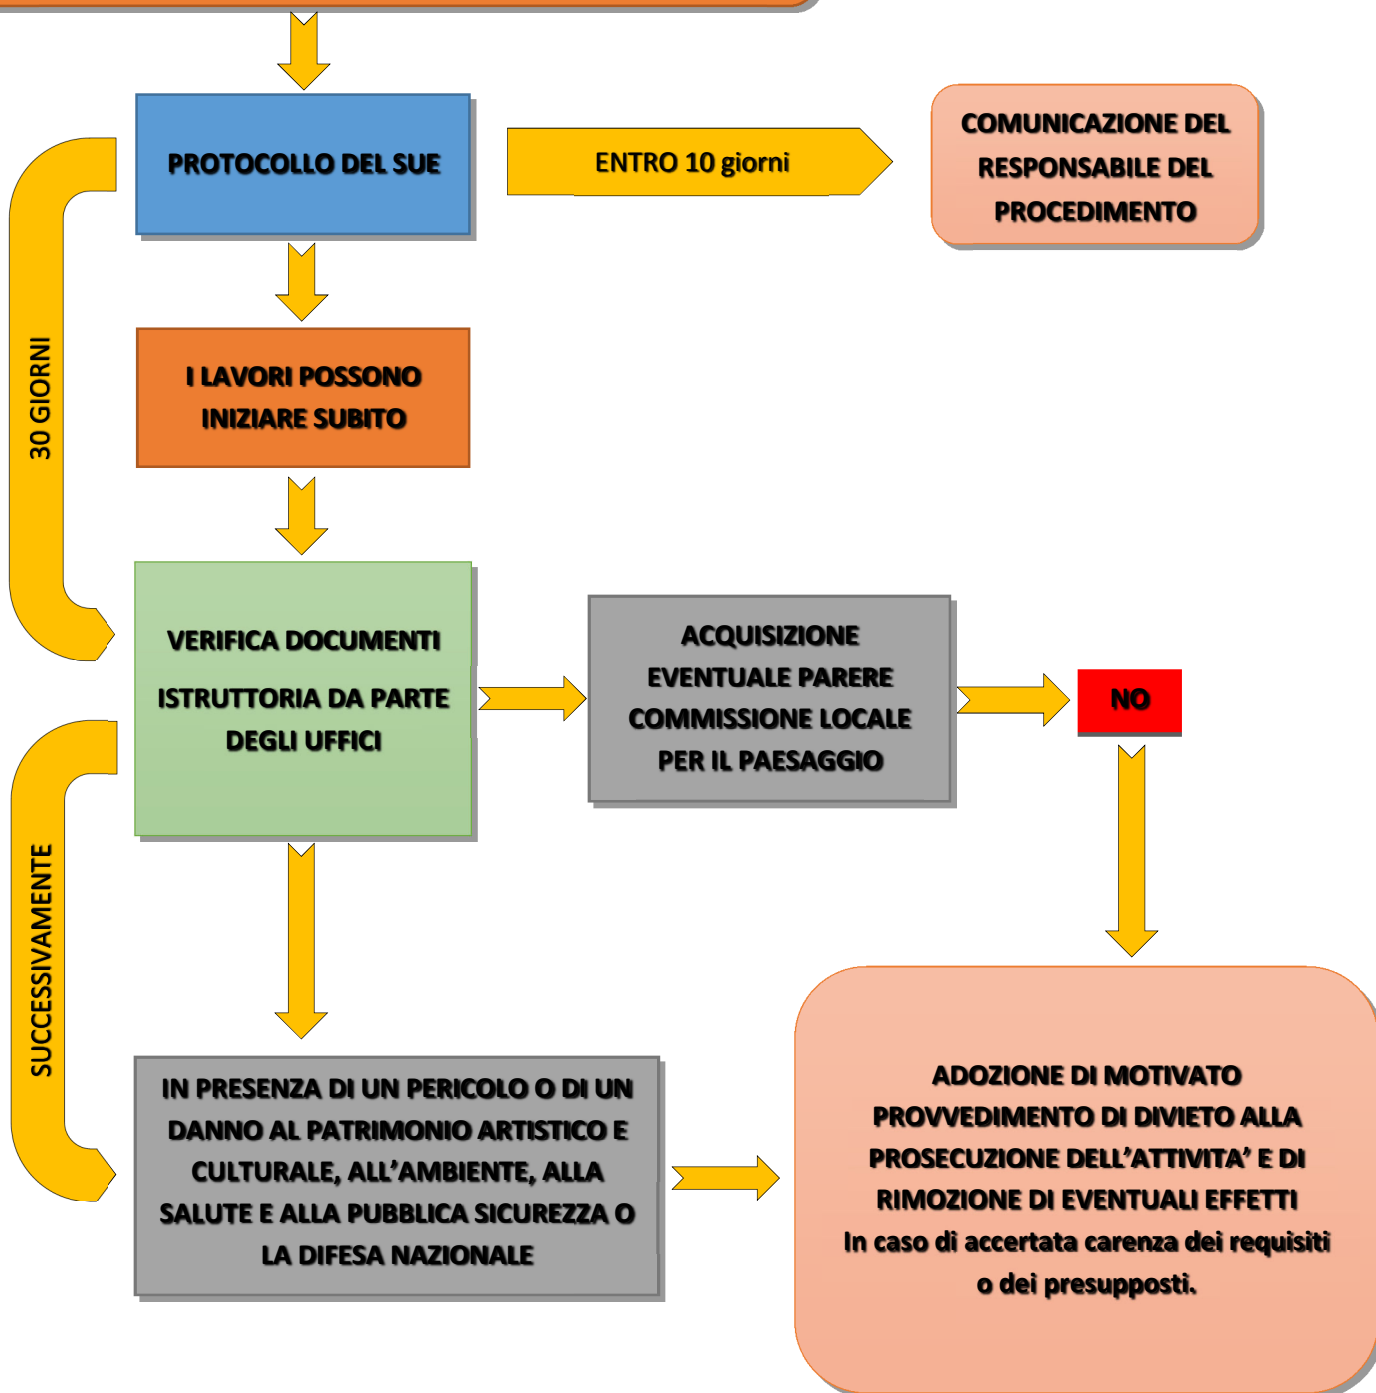 PROTOCOLLO DEL SUE
ENTRO 10 giorni
COMUNICAZIONE DEL
RESPONSABILE DEL
PROCEDIMENTO
30 GIORNI
I LAVORI POSSONO
INIZIARE SUBITO
VERIFICA DOCUMENTI
ISTRUTTORIA DA PARTE
DEGLI UFFICI
ACQUISIZIONE
EVENTUALE PARERE
COMMISSIONE LOCALE
PER IL PAESAGGIO
NO
SUCCESSIVAMENTE
IN PRESENZA DI UN PERICOLO O DI UN
DANNO AL PATRIMONIO ARTISTICO E
CULTURALE, ALL’AMBIENTE, ALLA
SALUTE E ALLA PUBBLICA SICUREZZA O
LA DIFESA NAZIONALE
ADOZIONE DI MOTIVATO
PROVVEDIMENTO DI DIVIETO ALLA
PROSECUZIONE DELL’ATTIVITA’ E DI
RIMOZIONE DI EVENTUALI EFFETTI
In caso di accertata carenza dei requisiti
o dei presupposti.